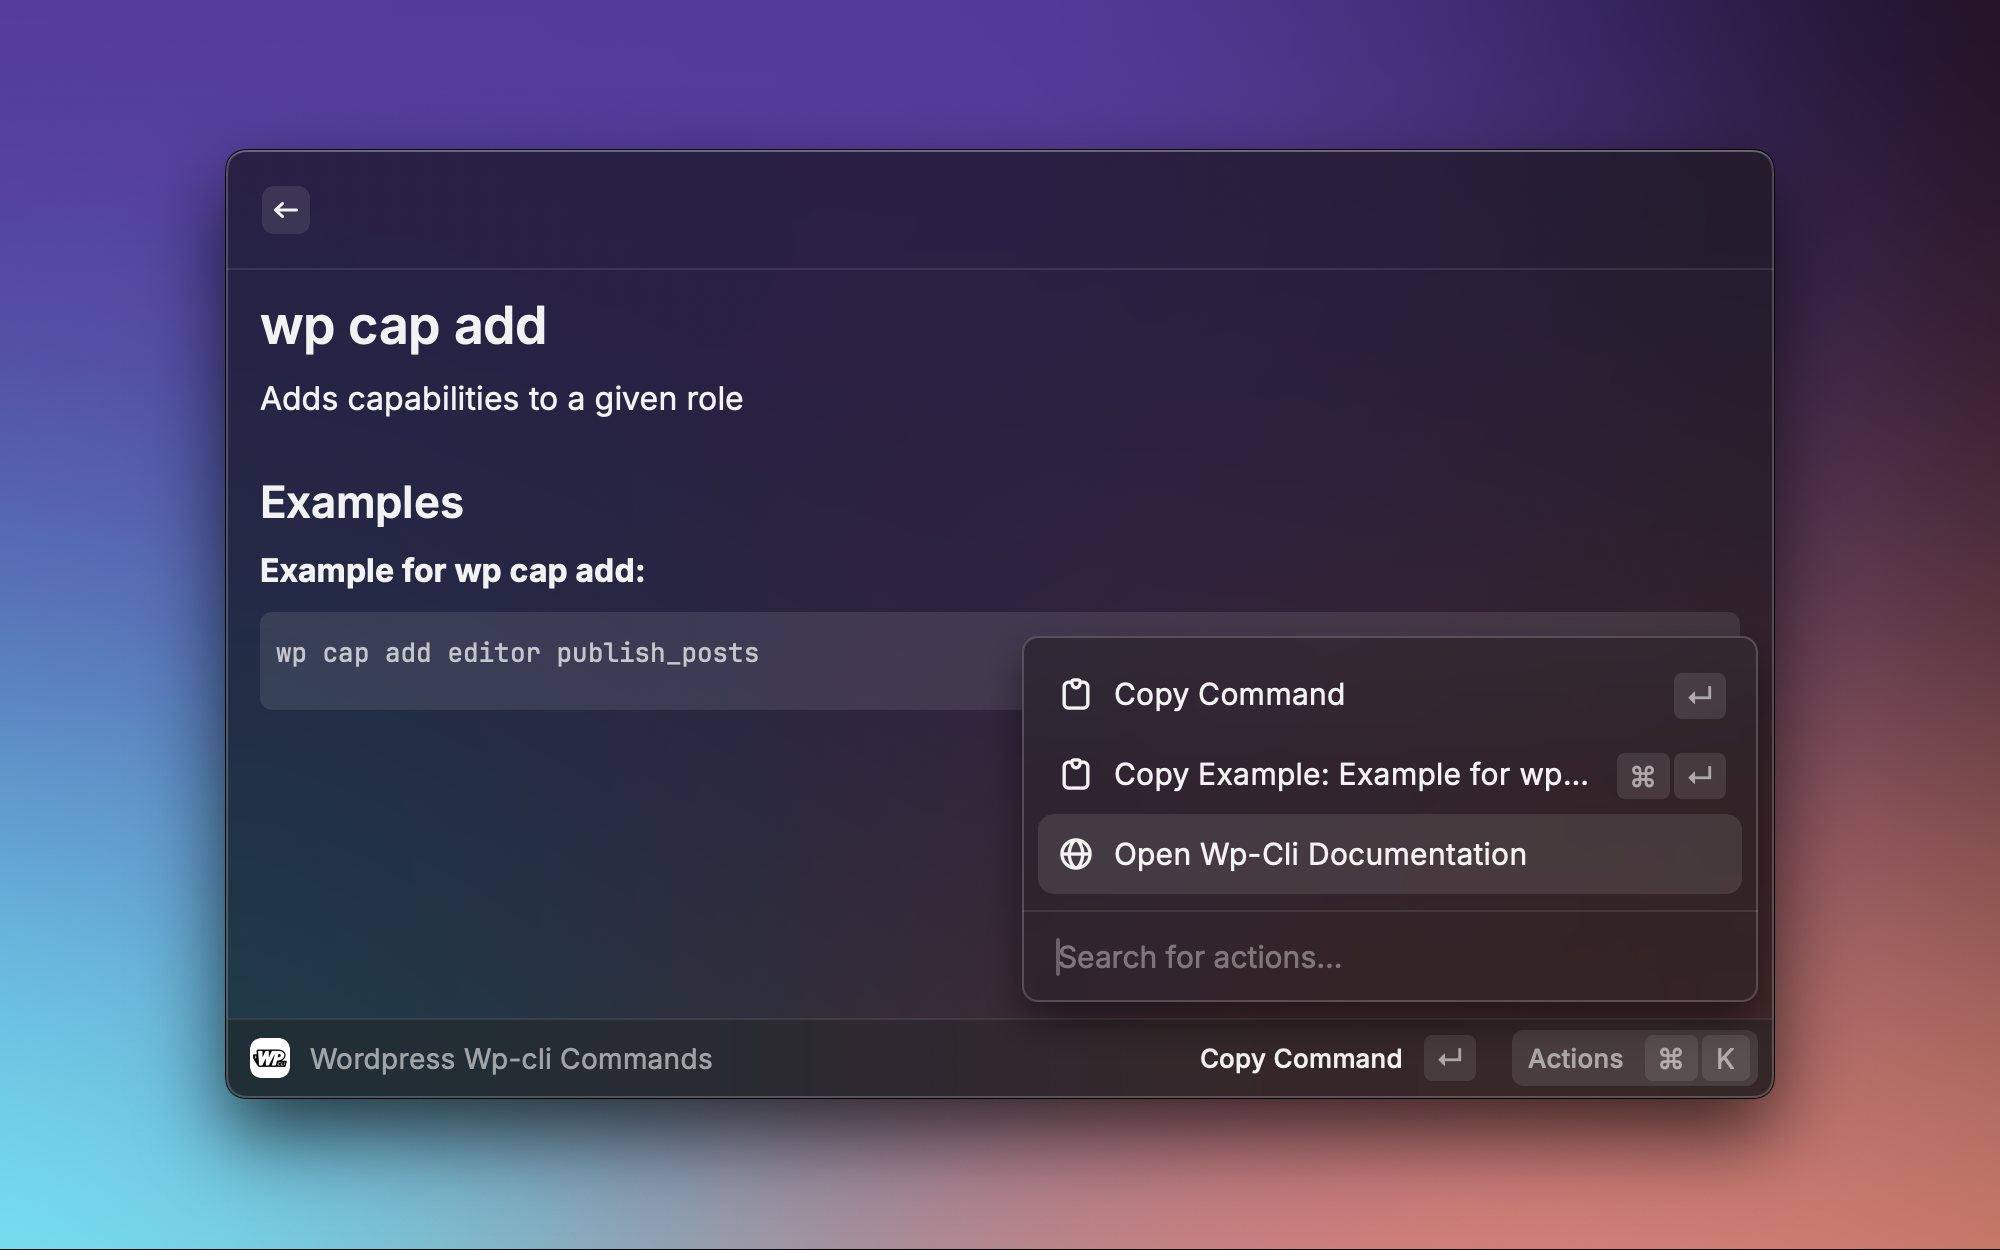 wp cap add
Adds capabilities to a given role
Examples
Example for wp cap add:
wp cap add editor publish_posts
Copy Command
Copy Example: Example for wp... ⌘
Open Wp-Cli Documentation
Search for actions...
WP Wordpress Wp-cli Commands Copy Command Actions ⌘ K